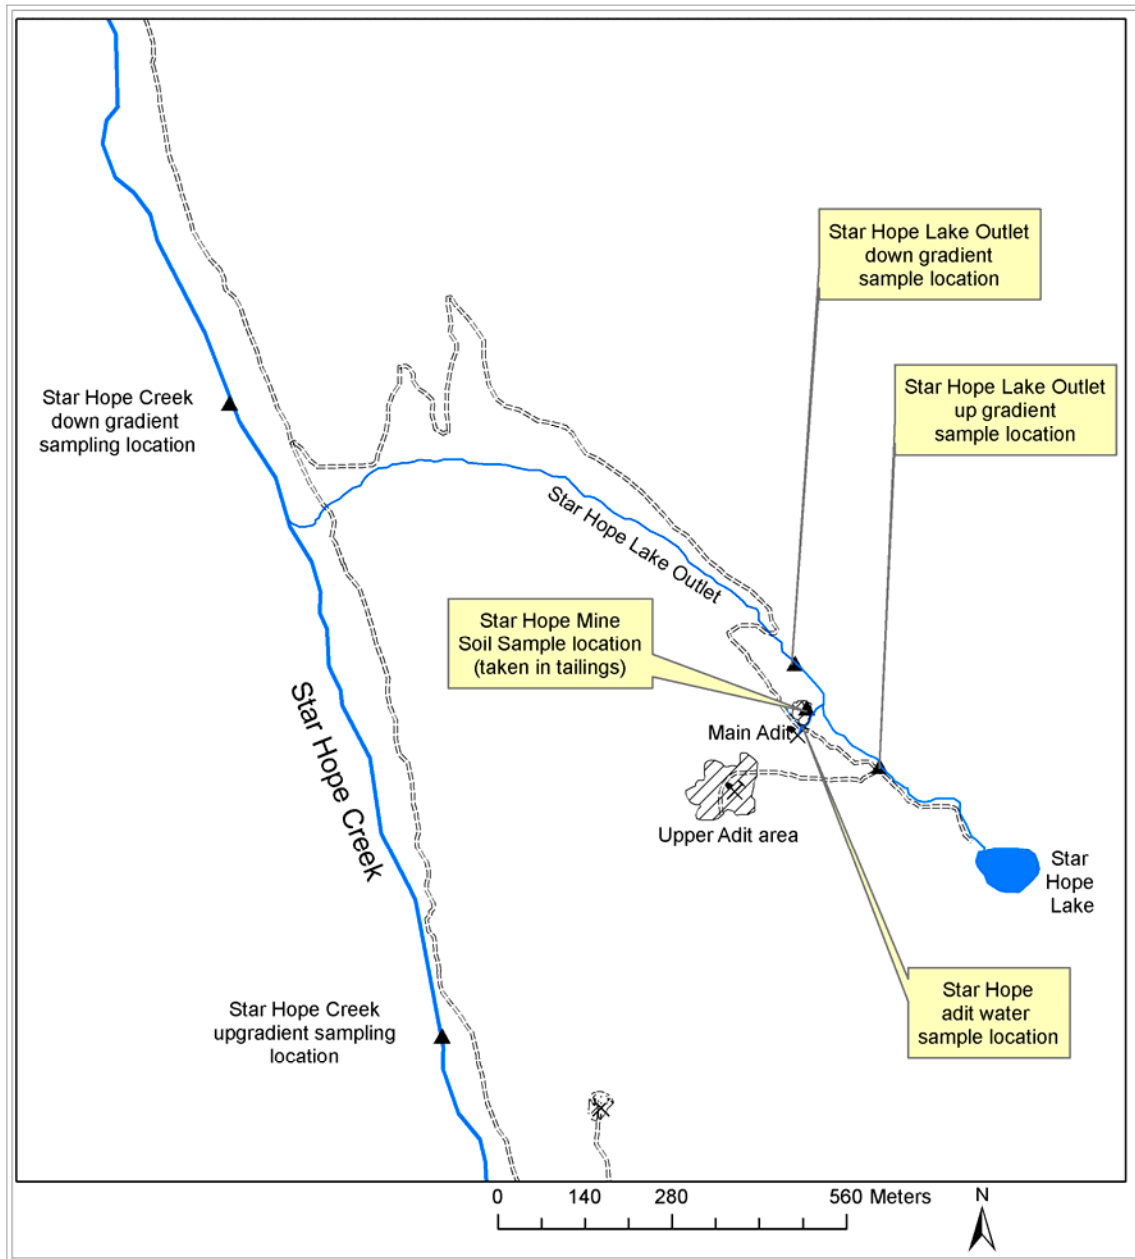 Star Hope Lake Outlet
down gradient
sample location
Star Hope Lake Outlet
up gradient
sample location
Star Hope Creek
down gradient
sampling location
Star Hope Lake Outlet
Star Hope Mine
Soil Sample location
(taken in tailings)
Star Hope Creek
Main Adit
Upper Adit area
Star
Hope
Lake
Star Hope
adit water
sample location
Star Hope Creek
upgradient sampling
location
0 140 280 560 Meters
N